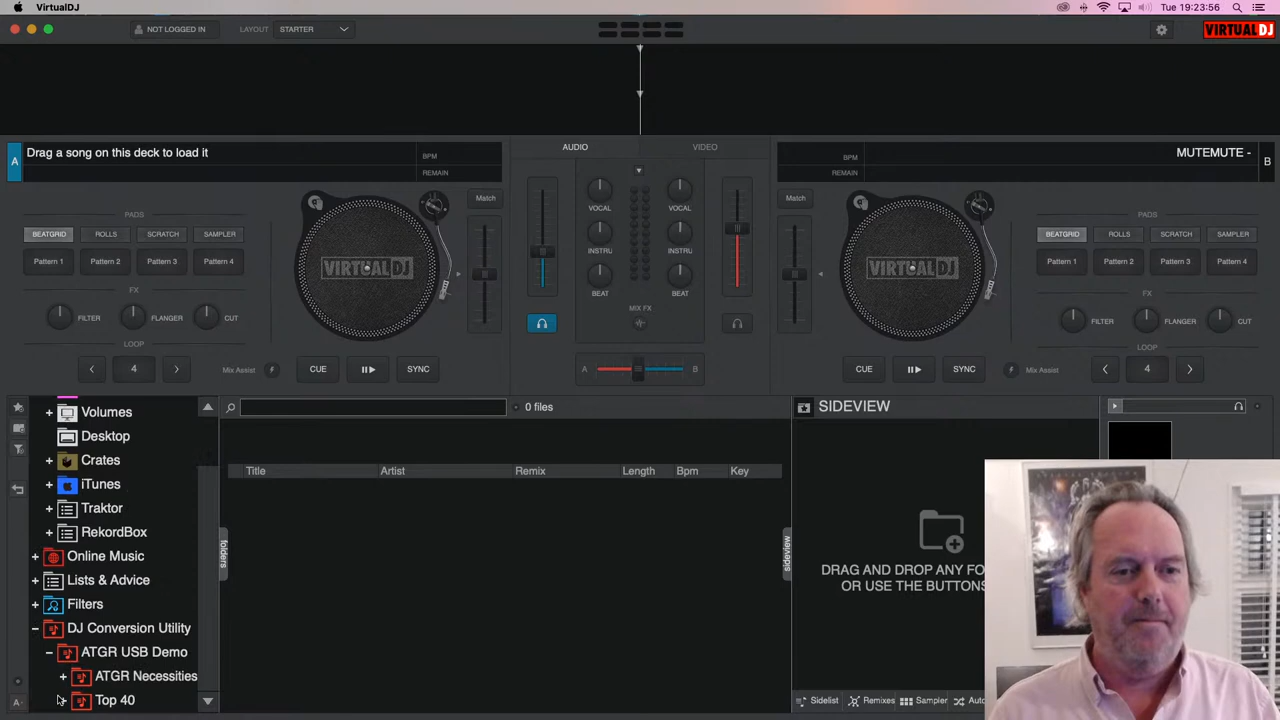 VirtualDJ
Tue 19:23:56
NOT LOGGED IN
LAYOUT
STARTER
VIRTUAL DJ
A
Drag a song on this deck to load it
BPM
REMAIN
AUDIO
VIDEO
BPM
REMAIN
MUTEMUTE -
B
PADS
BEATGRID
ROLLS
SCRATCH
SAMPLER
Pattern 1
Pattern 2
Pattern 3
Pattern 4
FX
FILTER
FLANGER
CUT
LOOP
4
Mix Assist
VIRTUAL DJ
CUE
SYNC
Match
VOCAL
VOCAL
INSTRU
INSTRU
BEAT
BEAT
MIX FX
A
B
Match
VIRTUAL DJ
CUE
SYNC
PADS
BEATGRID
ROLLS
SCRATCH
SAMPLER
Pattern 1
Pattern 2
Pattern 3
Pattern 4
FX
FILTER
FLANGER
CUT
LOOP
Mix Assist
4
Volumes
Desktop
Crates
iTunes
Traktor
RekordBox
Online Music
Lists & Advice
Filters
DJ Conversion Utility
ATGR USB Demo
ATGR Necessities
Top 40
folders
0 files
Title
Artist
Remix
Length
Bpm
Key
sideview
SIDEVIEW
DRAG AND DROP ANY FO
OR USE THE BUTTONS
Sidelist
Remixes
Sampler
Auto